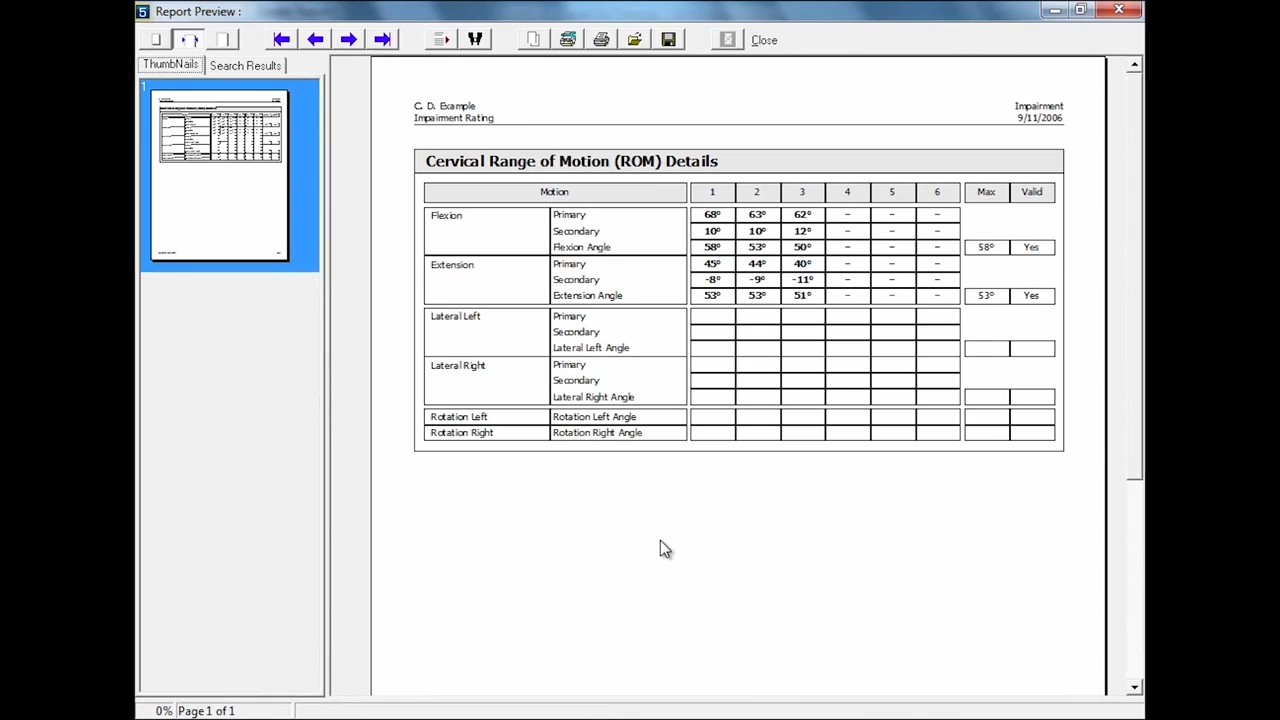 5 Report Preview :
Close
ThumbNails Search Results
1
C. D. Example Impairment
Impairment Rating 9/11/2006
Cervical Range of Motion (ROM) Details
Motion 1 2 3 4 5 6 Max Valid
Flexion Primary 68° 63° 62° – – –
Secondary 10° 10° 12° – – –
Flexion Angle 58° 53° 50° – – – 58° Yes
Extension Primary 45° 44° 40° – – –
Secondary -8° -9° -11° – – –
Extension Angle 53° 53° 51° – – – 53° Yes
Lateral Left Primary
Secondary
Lateral Left Angle
Lateral Right Primary
Secondary
Lateral Right Angle
Rotation Left Rotation Left Angle
Rotation Right Rotation Right Angle
0% Page 1 of 1